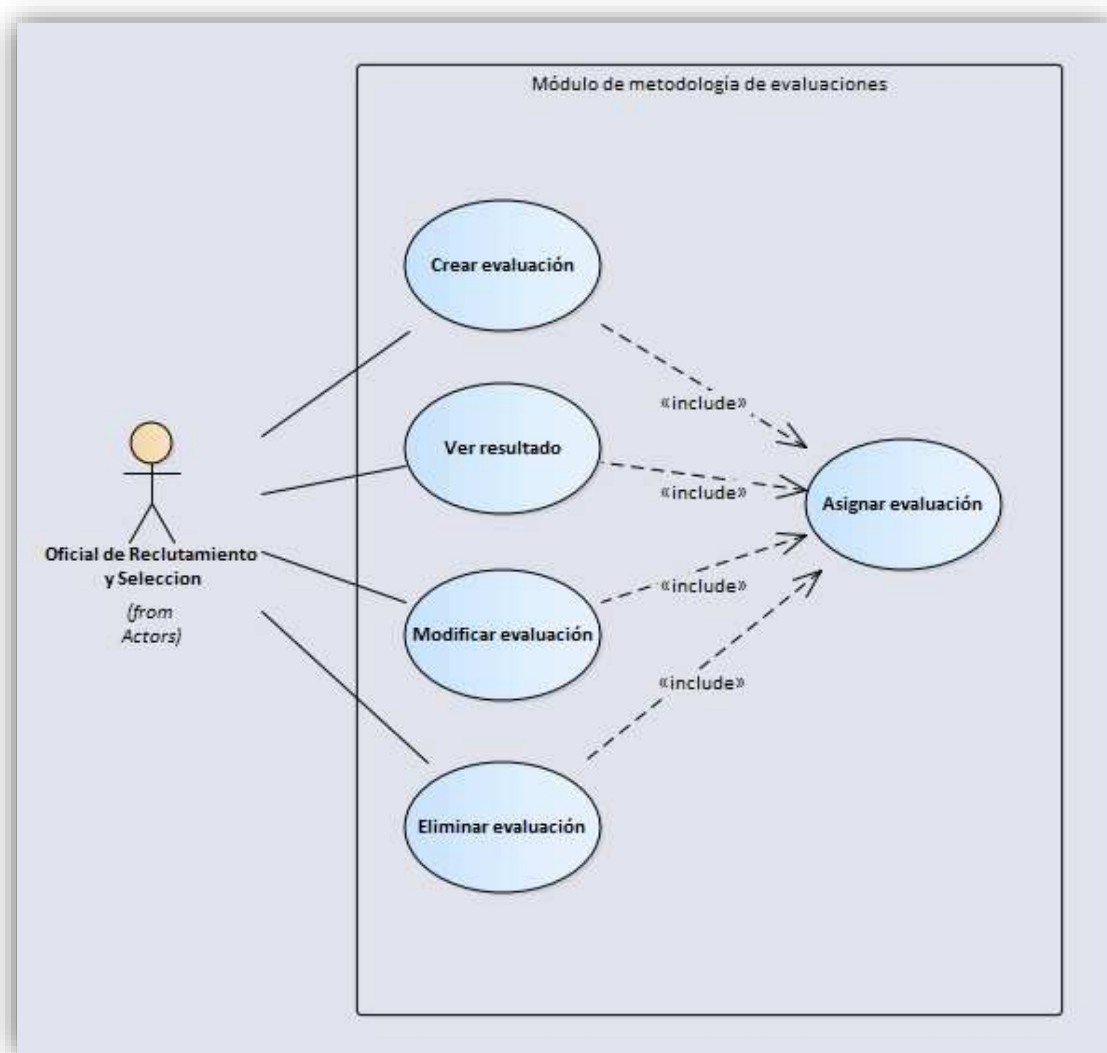 Módulo de metodología de evaluaciones
Crear evaluación
«include»
Ver resultado
«include»
Asignar evaluación
Oficial de Reclutamiento
y Seleccion
(from
Actors)
«include»
Modificar evaluación
«include»
Eliminar evaluación